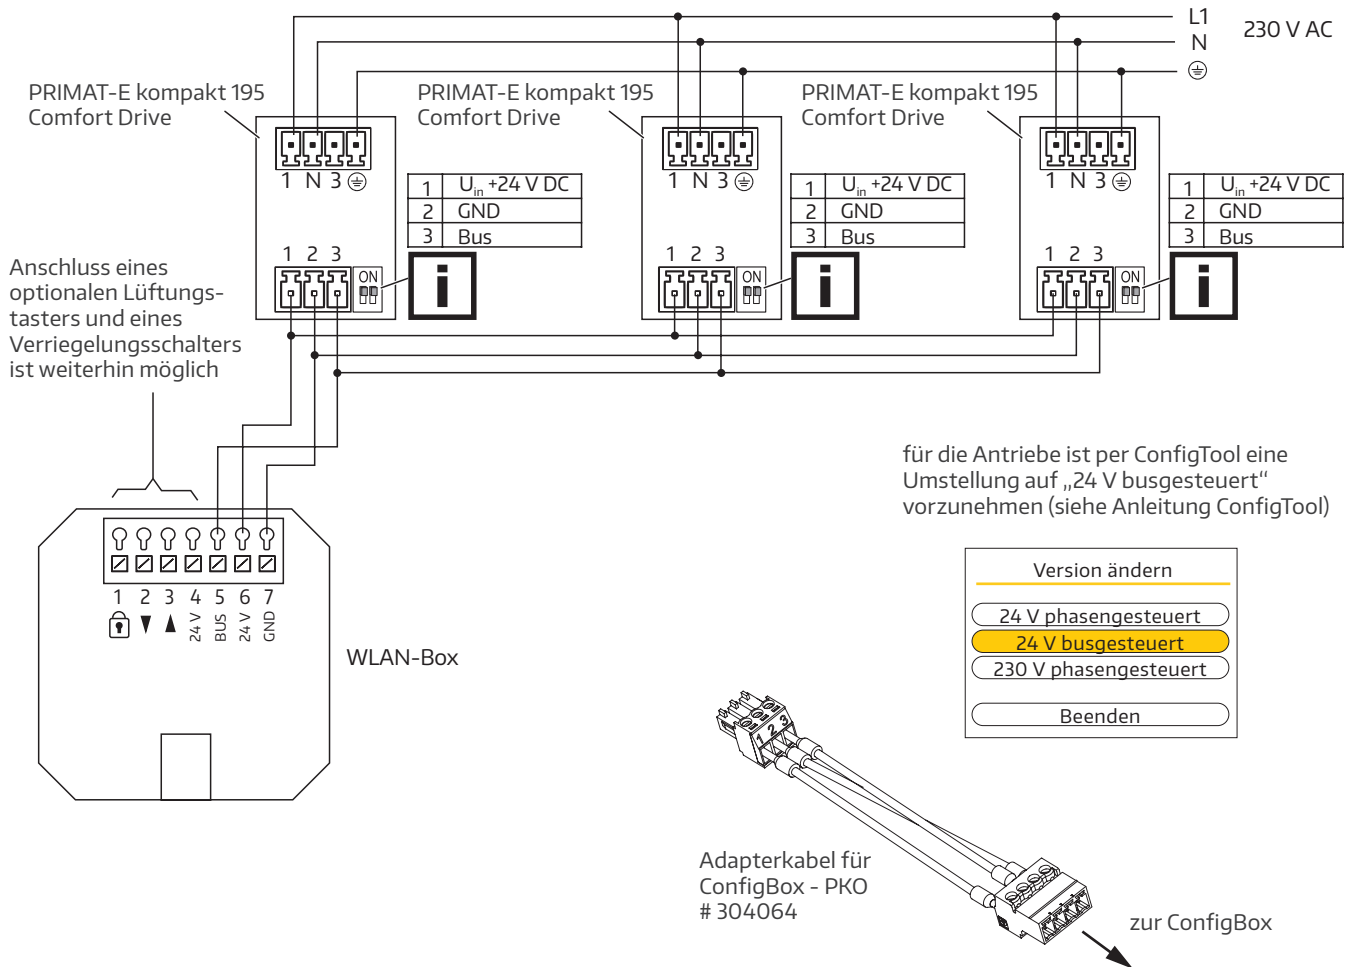 L1
230 V AC
N
PRIMAT-E kompakt 195
Comfort Drive
PRIMAT-E kompakt 195
Comfort Drive
PRIMAT-E kompakt 195
Comfort Drive
1 N 3
1 N 3
1 N 3
1 Uin +24 V DC
2 GND
3 Bus
1 Uin +24 V DC
2 GND
3 Bus
1 Uin +24 V DC
2 GND
3 Bus
1 2 3
ON
i
1 2 3
ON
i
1 2 3
ON
i
Anschluss eines
optionalen Lüftungs-
tasters und eines
Verriegelungsschalters
ist weiterhin möglich
für die Antriebe ist per ConfigTool eine
Umstellung auf „24 V busgesteuert“
vorzunehmen (siehe Anleitung ConfigTool)
1 2 3 4 5 6 7
24 V
BUS
24 V
GND
WLAN-Box
Version ändern
24 V phasengesteuert
24 V busgesteuert
230 V phasengesteuert
Beenden
1 2 3
Adapterkabel für
ConfigBox - PKO
# 304064
zur ConfigBox